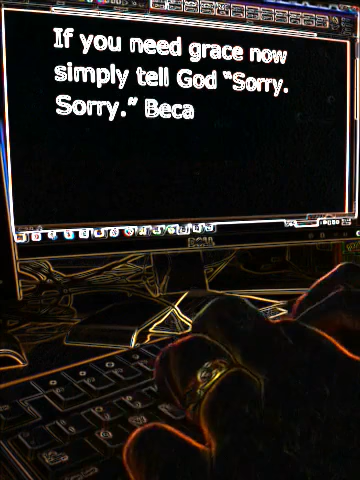 If you need grace now
simply tell God “Sorry.
Sorry.” Beca